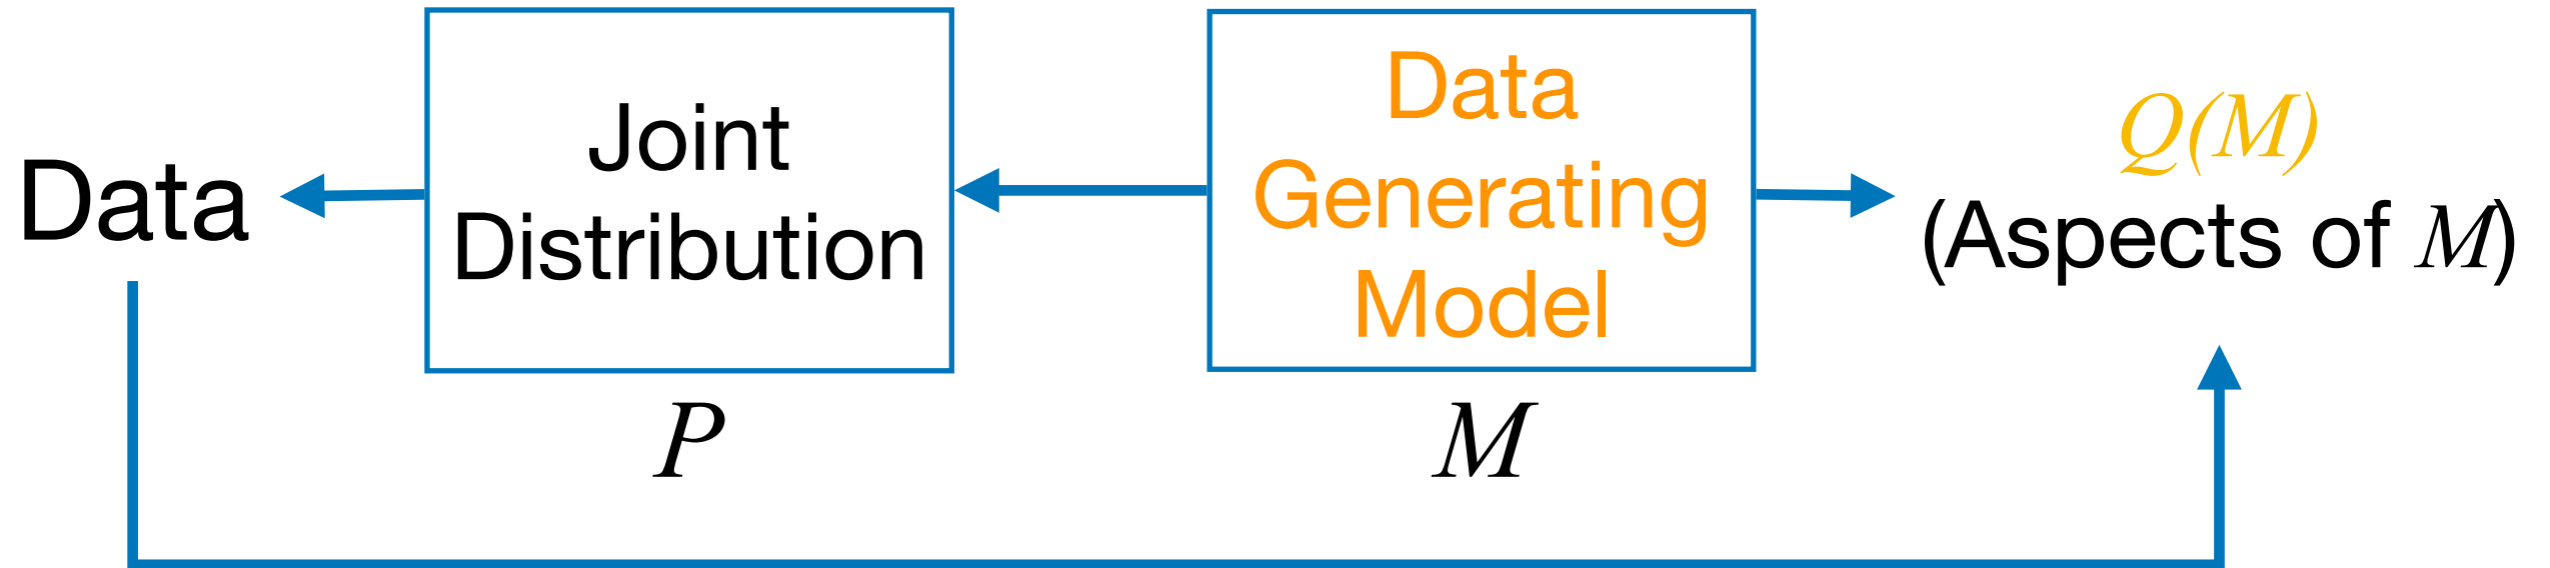 Data
Joint
Distribution
P
Data
Generating
Model
M
Q(M)
(Aspects of M)